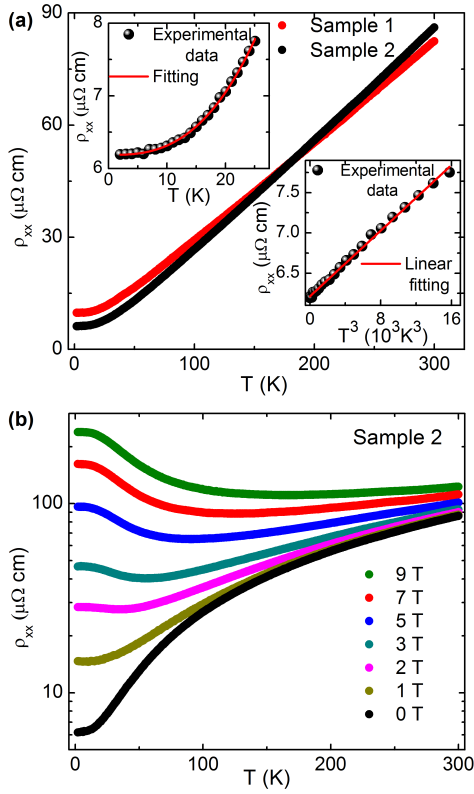 (a)
Sample 1
Sample 2
90
60
30
0
ρxx (μΩ cm)
0
100
200
300
T (K)
Experimental
data
Fitting
8
7
6
ρxx (μΩ cm)
0
10
20
T (K)
Experimental
data
Linear
fitting
7.5
7.0
6.5
ρxx (μΩ cm)
0
4
8
12
16
T³ (10³K³)
(b)
Sample 2
100
10
ρxx (μΩ cm)
9 T
7 T
5 T
3 T
2 T
1 T
0 T
0
100
200
300
T (K)